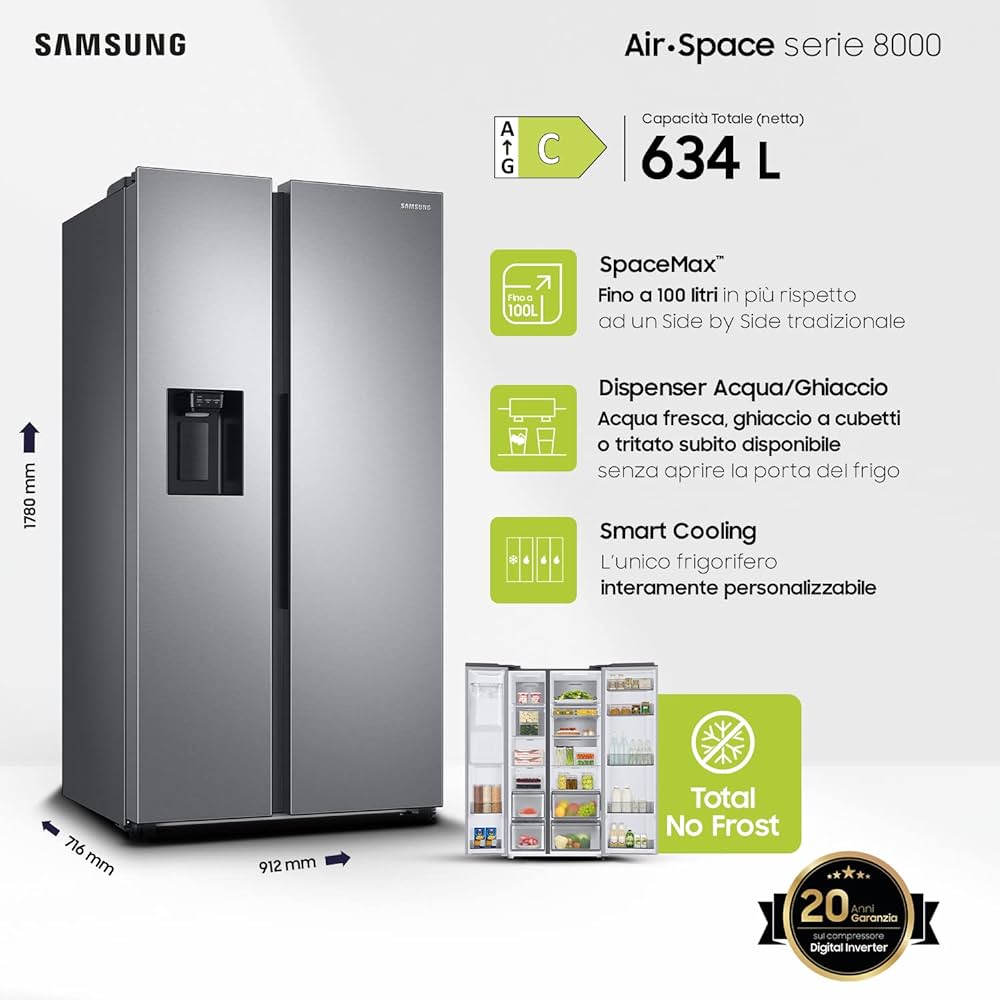 SAMSUNG
Air•Space serie 8000
A
↑
G
C
Capacità Totale (netta)
634 L
SAMSUNG
Fino a
100L
SpaceMax™
Fino a 100 litri in più rispetto
ad un Side by Side tradizionale
Dispenser Acqua/Ghiaccio
Acqua fresca, ghiaccio a cubetti
o tritato subito disponibile
senza aprire la porta del frigo
Smart Cooling
L'unico frigorifero
interamente personalizzabile
1780 mm
716 mm
912 mm
Total
No Frost
20 Anni
Garanzia
sul compressore
Digital Inverter